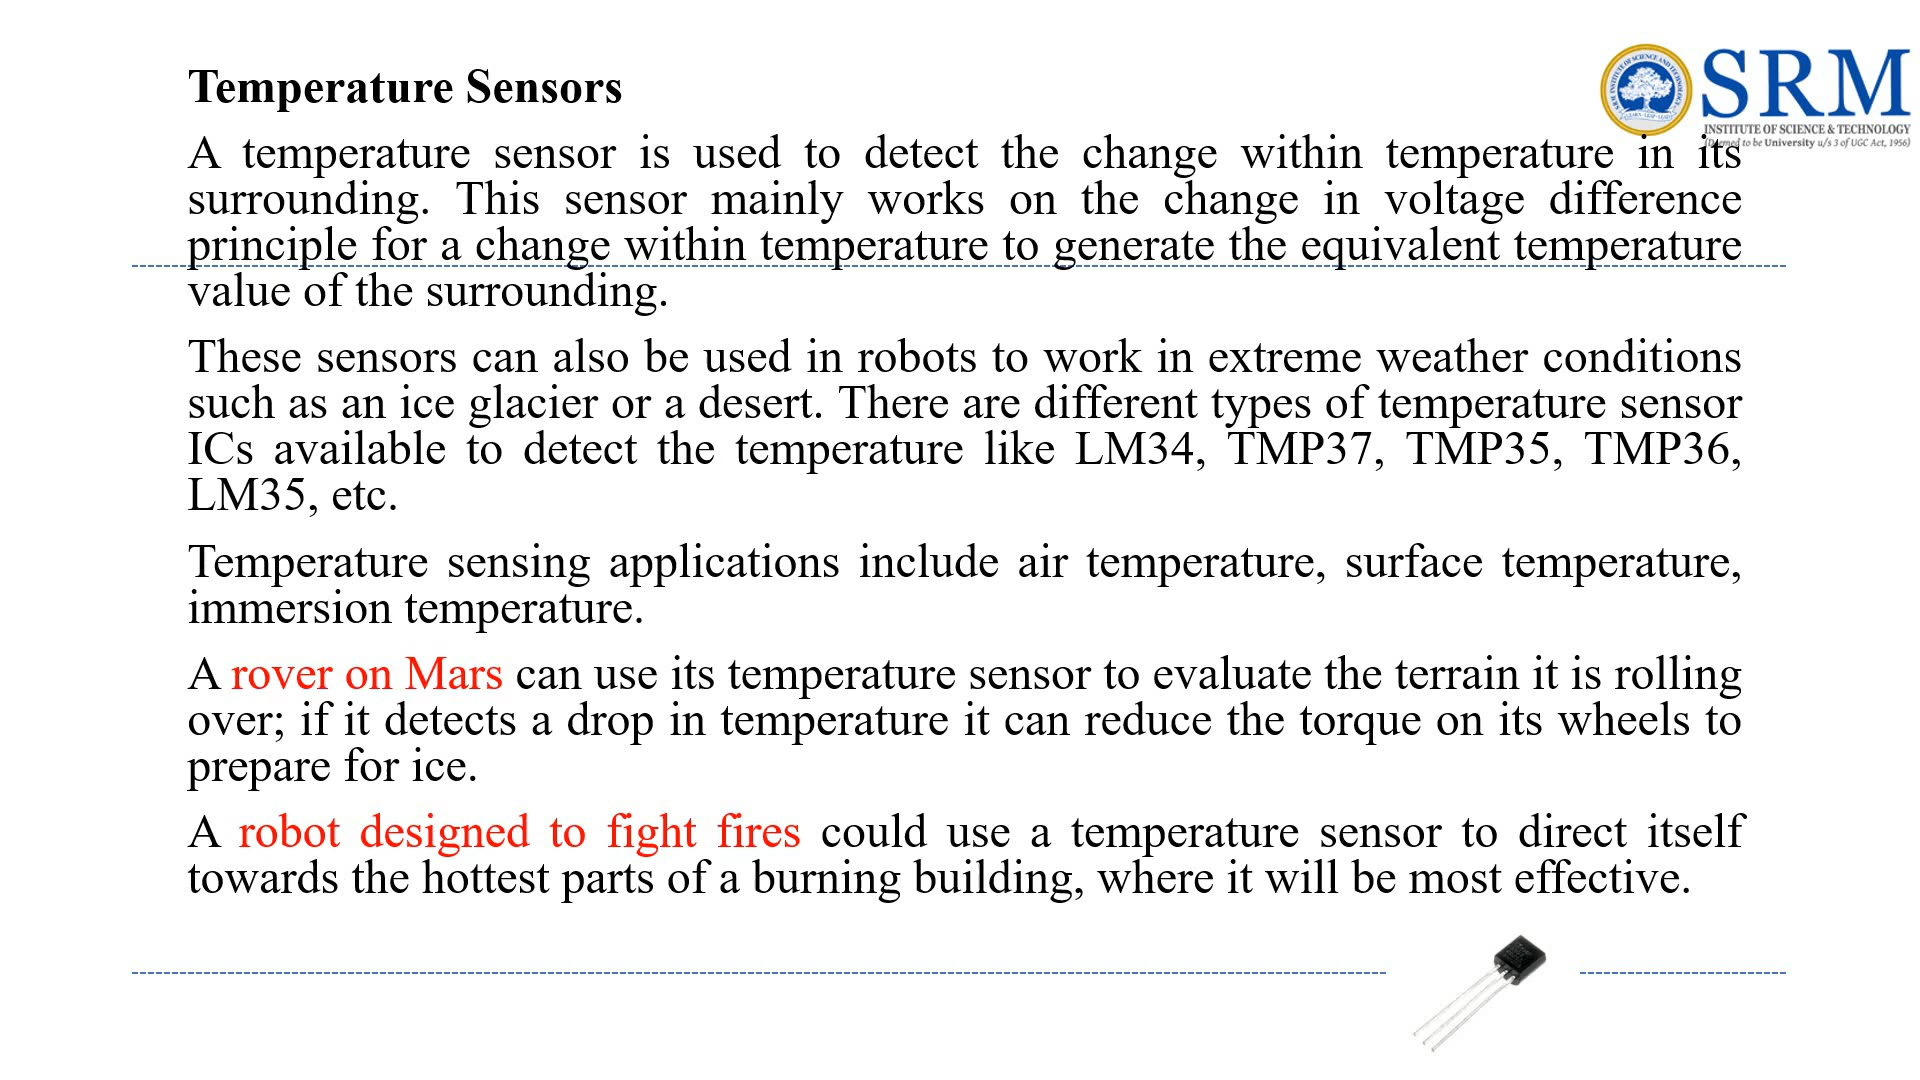 Temperature Sensors
SRM
INSTITUTE OF SCIENCE & TECHNOLOGY
to be University u/s 3 of UGC Act, 1956)
A temperature sensor is used to detect the change within temperature in its
surrounding. This sensor mainly works on the change in voltage difference
principle for a change within temperature to generate the equivalent temperature
value of the surrounding.
These sensors can also be used in robots to work in extreme weather conditions
such as an ice glacier or a desert. There are different types of temperature sensor
ICs available to detect the temperature like LM34, TMP37, TMP35, TMP36,
LM35, etc.
Temperature sensing applications include air temperature, surface temperature,
immersion temperature.
A rover on Mars can use its temperature sensor to evaluate the terrain it is rolling
over; if it detects a drop in temperature it can reduce the torque on its wheels to
prepare for ice.
A robot designed to fight fires could use a temperature sensor to direct itself
towards the hottest parts of a burning building, where it will be most effective.